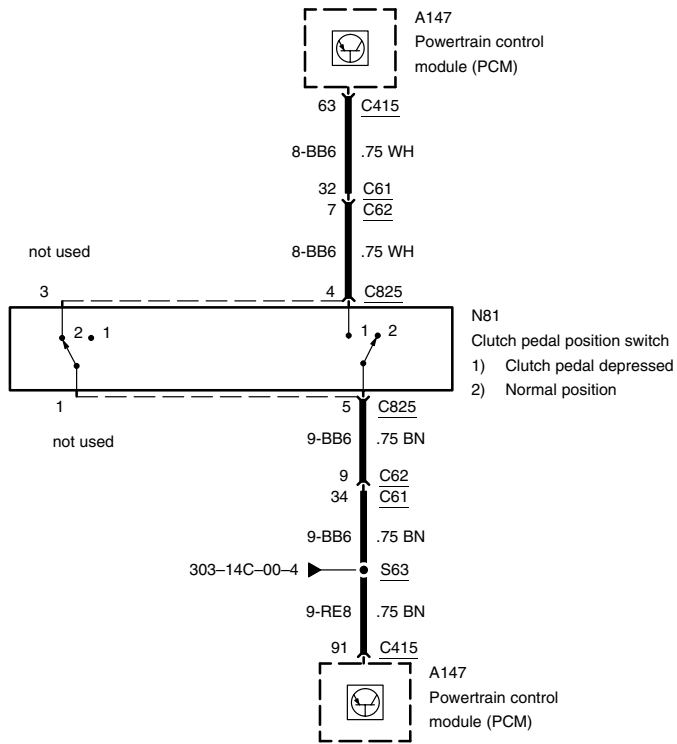 A147
Powertrain control
module (PCM)
63 C415
8-BB6 .75 WH
32 C61
7 C62
not used
8-BB6 .75 WH
3 4 C825
2 1 1 2
N81
Clutch pedal position switch
1) Clutch pedal depressed
2) Normal position
1 5 C825
not used
9-BB6 .75 BN
9 C62
34 C61
9-BB6 .75 BN
303–14C–00–4 S63
9-RE8 .75 BN
91 C415
A147
Powertrain control
module (PCM)